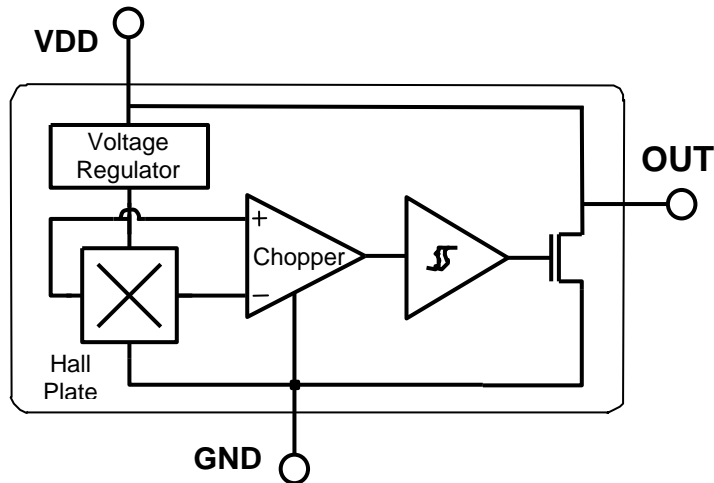 VDD
Voltage
Regulator
OUT
+
Chopper
−
Hall
Plate
GND